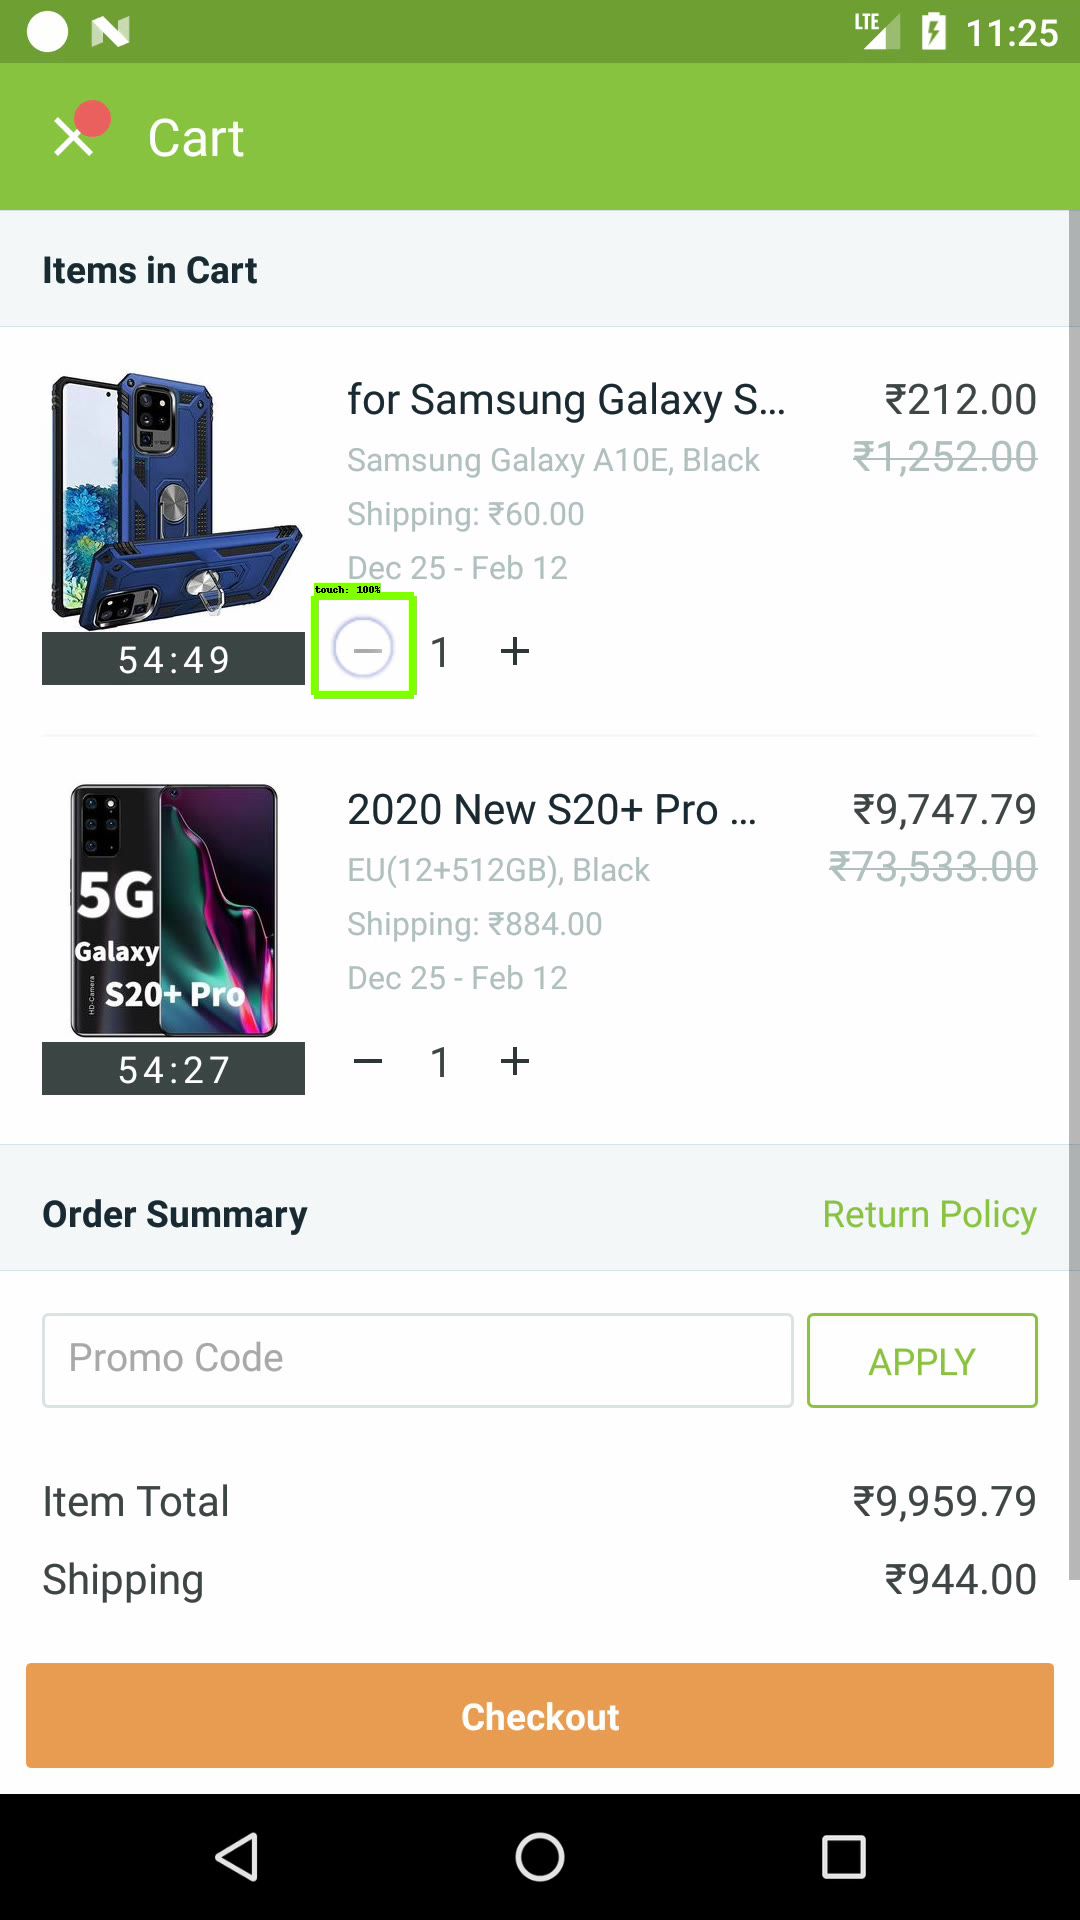 LTE 11:25
Cart
Items in Cart
for Samsung Galaxy S... ₹212.00
Samsung Galaxy A10E, Black ₹1,252.00
Shipping: ₹60.00
Dec 25 - Feb 12
touch: 100%
54:49 1
2020 New S20+ Pro ... ₹9,747.79
EU(12+512GB), Black ₹73,533.00
Shipping: ₹884.00
Dec 25 - Feb 12
5G
Galaxy
S20+ Pro
HD-Camera
54:27 1
Order Summary Return Policy
Promo Code APPLY
Item Total ₹9,959.79
Shipping ₹944.00
Checkout